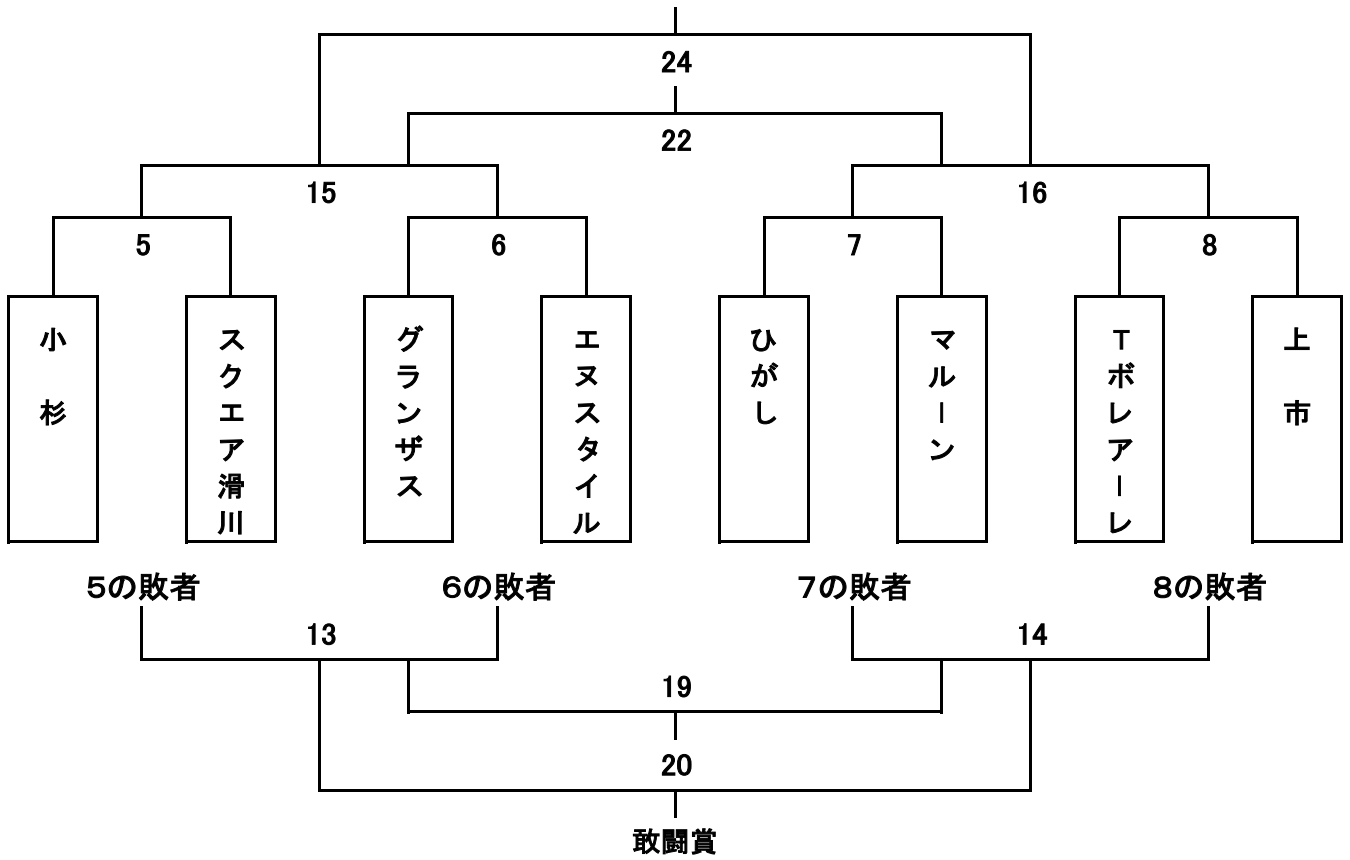 24
22
15
16
5
6
7
8
小杉
スクエア滑川
グランザス
エヌスタイル
ひがし
マルーン
Tボレアーレ
上市
5の敗者
6の敗者
7の敗者
8の敗者
13
14
19
20
敢闘賞